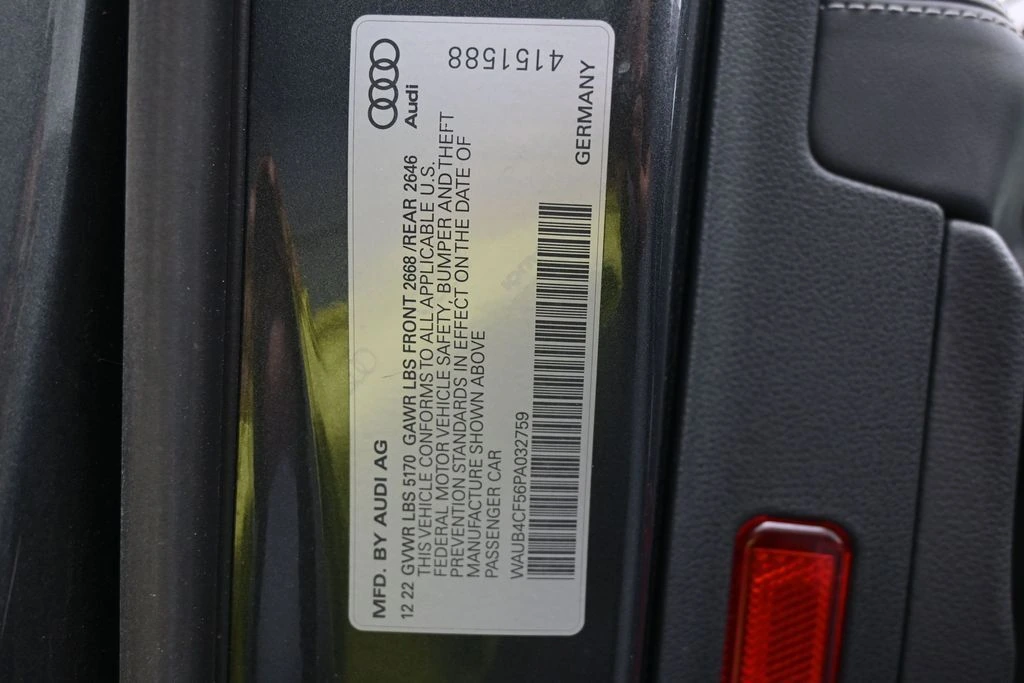 Audi
4151588
MFD. BY AUDI AG
GERMANY
12 22 GVWR LBS 5170 GAWR LBS FRONT 2668/REAR 2646
THIS VEHICLE CONFORMS TO ALL APPLICABLE U.S.
FEDERAL MOTOR VEHICLE SAFETY, BUMPER AND THEFT
PREVENTION STANDARDS IN EFFECT ON THE DATE OF
MANUFACTURE SHOWN ABOVE
PASSENGER CAR
WAUB4CF56PA032759